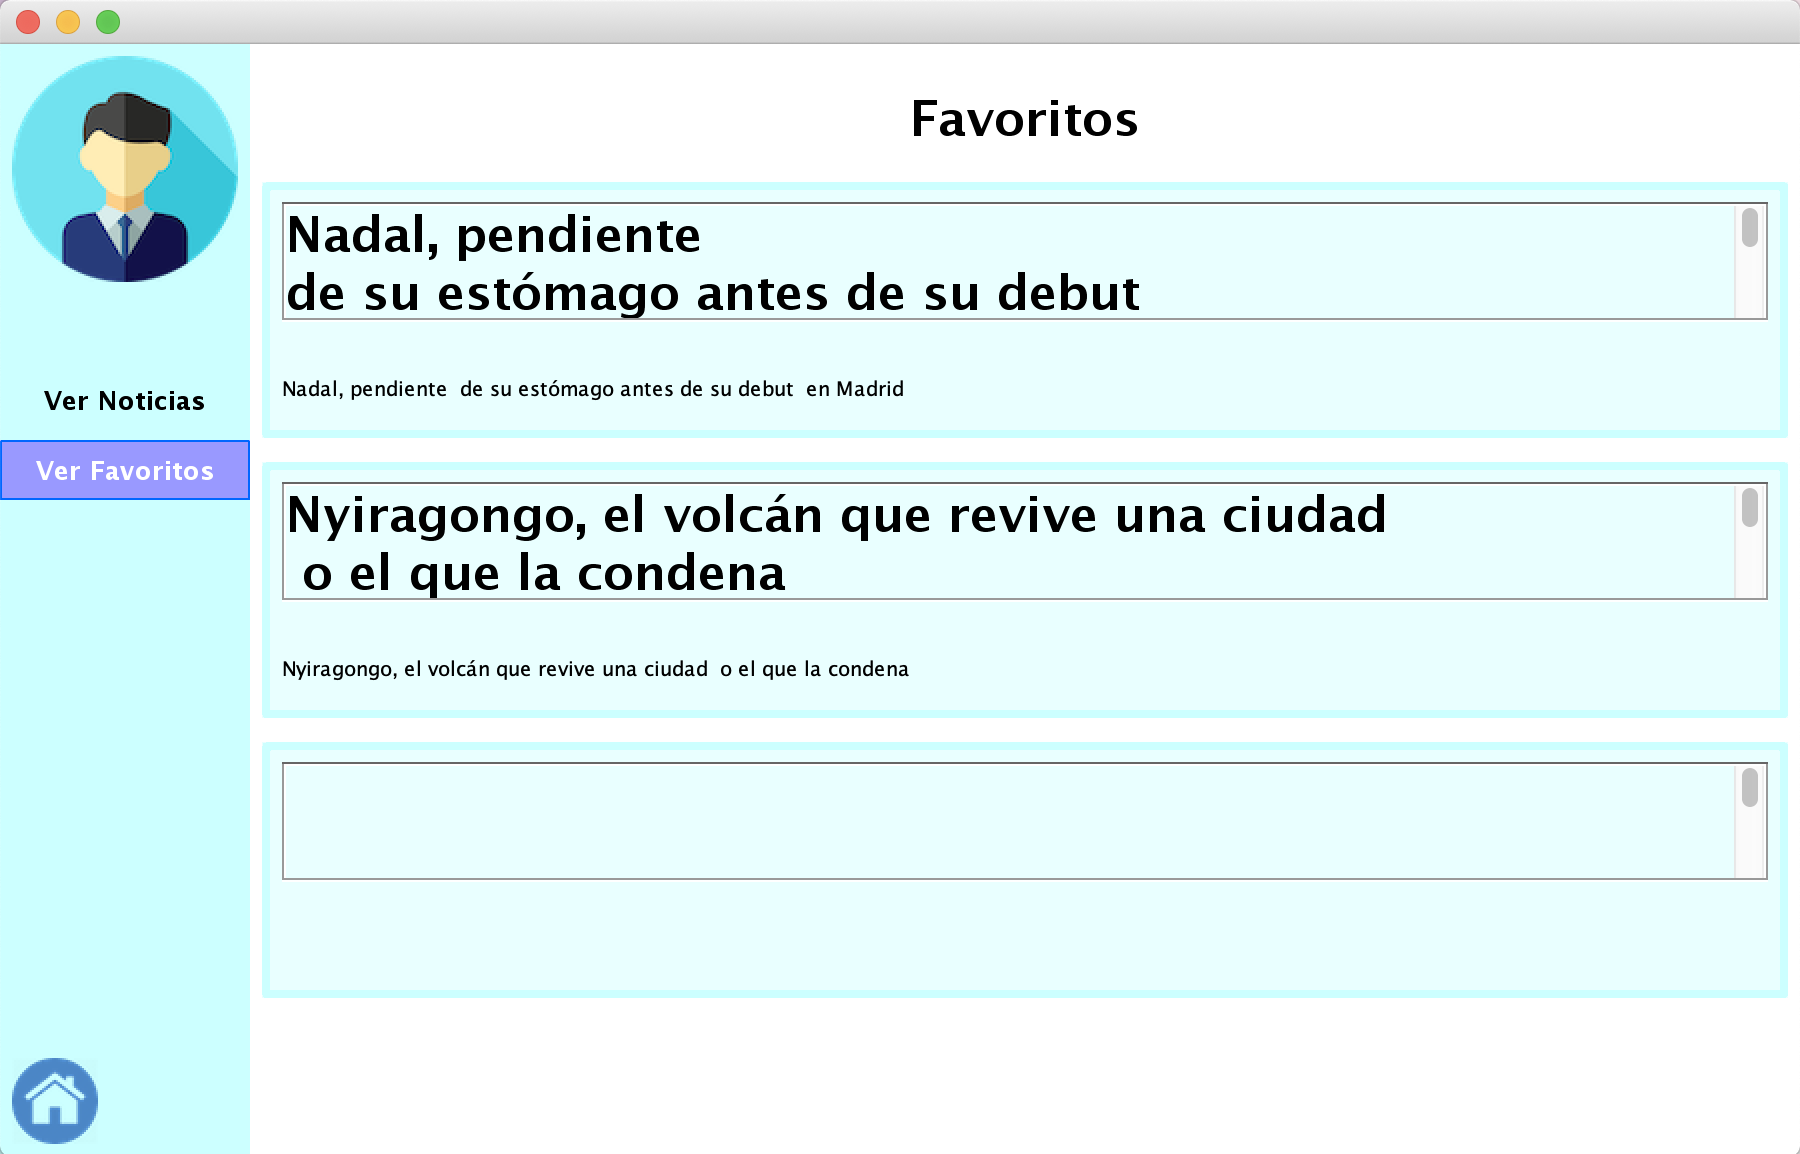 Favoritos
Nadal, pendiente
de su estómago antes de su debut
Nadal, pendiente  de su estómago antes de su debut  en Madrid
Ver Noticias
Ver Favoritos
Nyiragongo, el volcán que revive una ciudad
o el que la condena
Nyiragongo, el volcán que revive una ciudad  o el que la condena